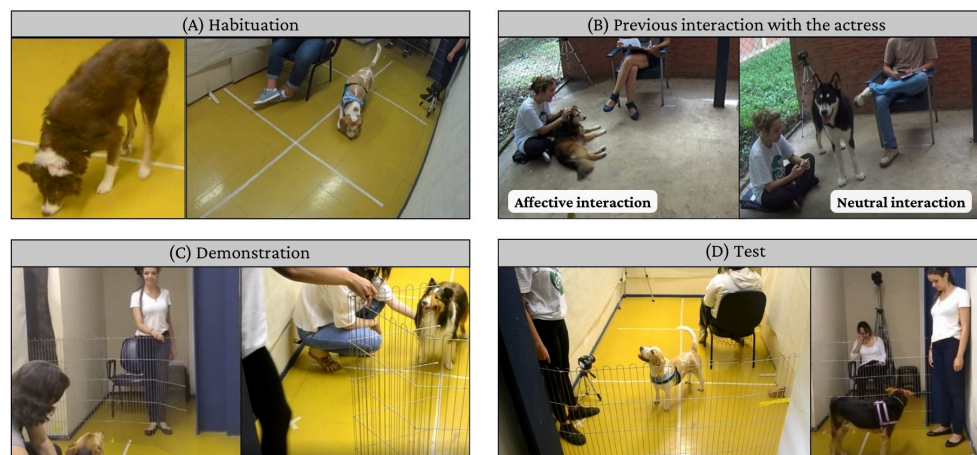 (A) Habituation
(B) Previous interaction with the actress
Affective interaction
Neutral interaction
(C) Demonstration
(D) Test